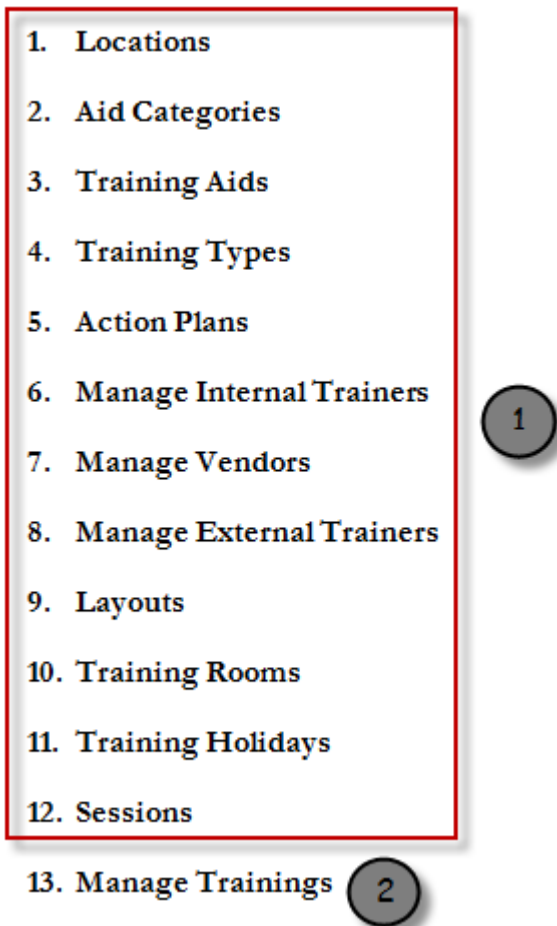 1. Locations
2. Aid Categories
3. Training Aids
4. Training Types
5. Action Plans
6. Manage Internal Trainers
1
7. Manage Vendors
8. Manage External Trainers
9. Layouts
10. Training Rooms
11. Training Holidays
12. Sessions
13. Manage Trainings 2